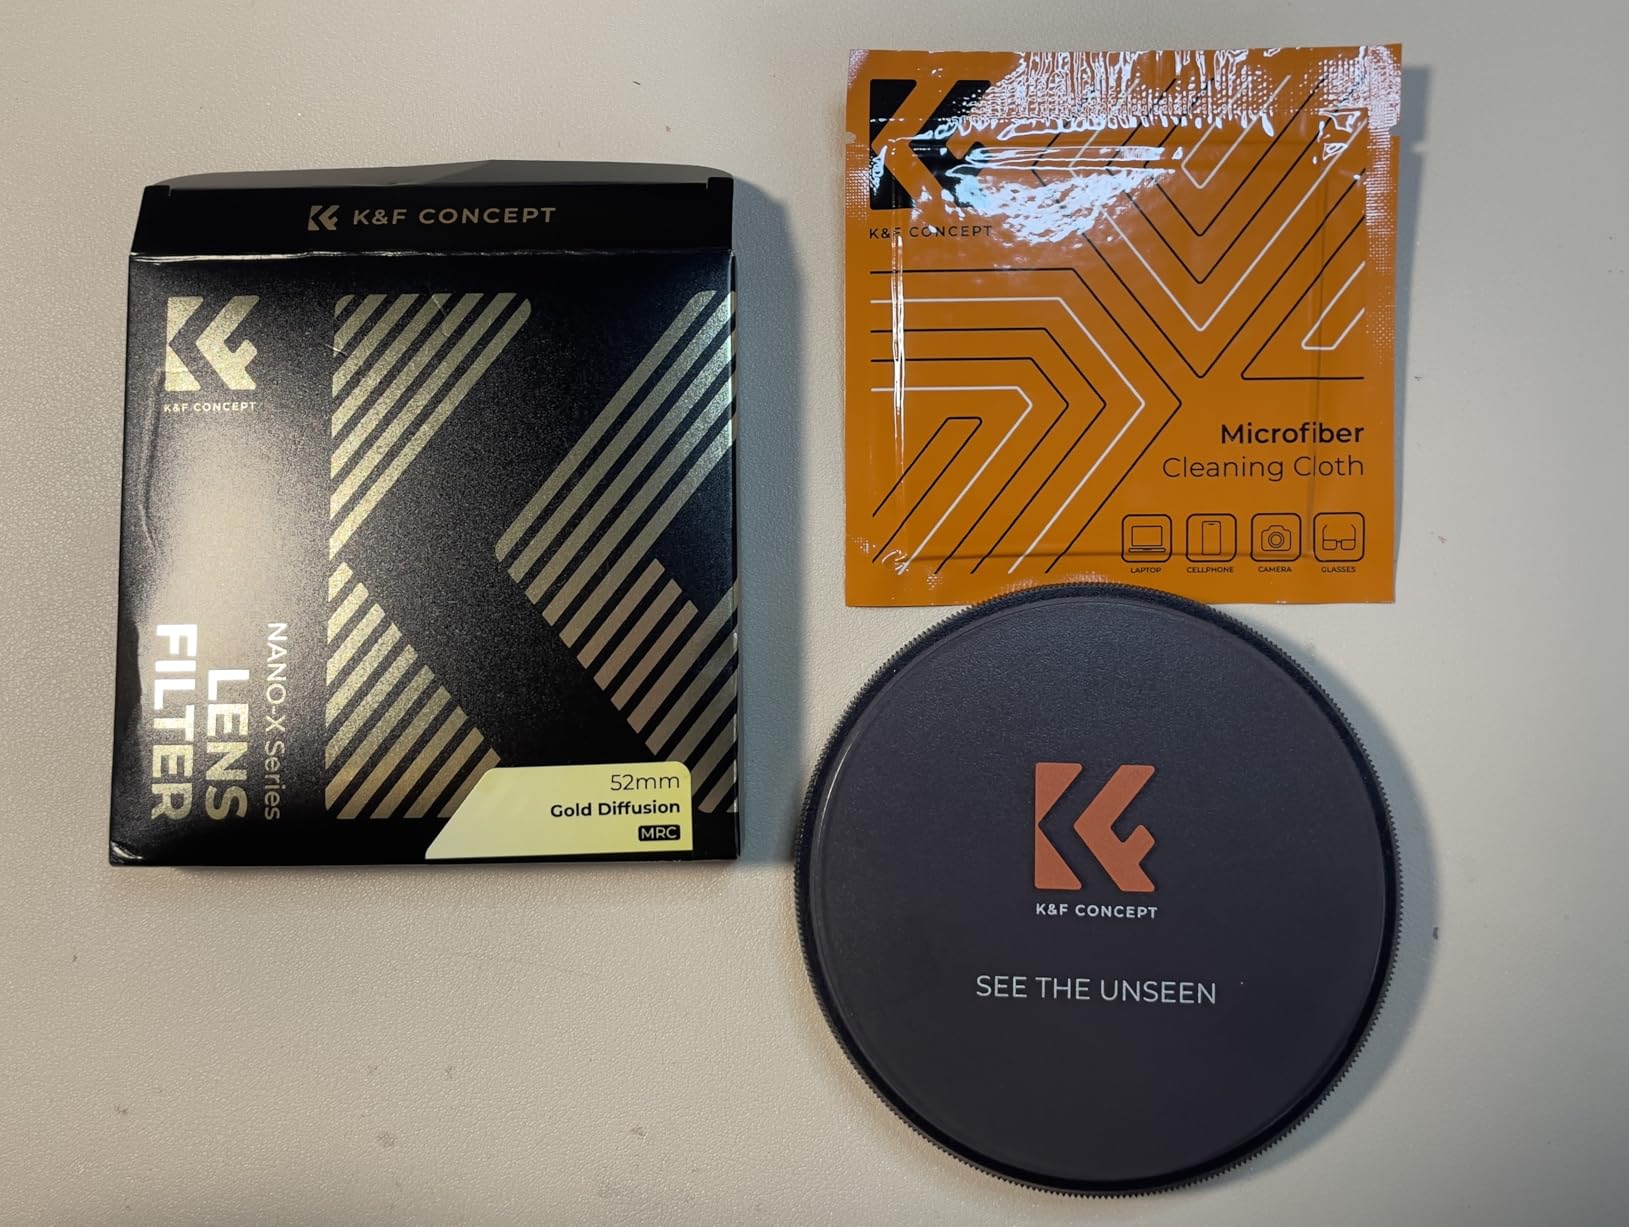 K&F CONCEPT
K&F CONCEPT
NANO-X Series
LENS
FILTER
52mm
Gold Diffusion
MRC
K&F CONCEPT
Microfiber
Cleaning Cloth
LAPTOP
CELLPHONE
CAMERA
GLASSES
K&F CONCEPT
SEE THE UNSEEN